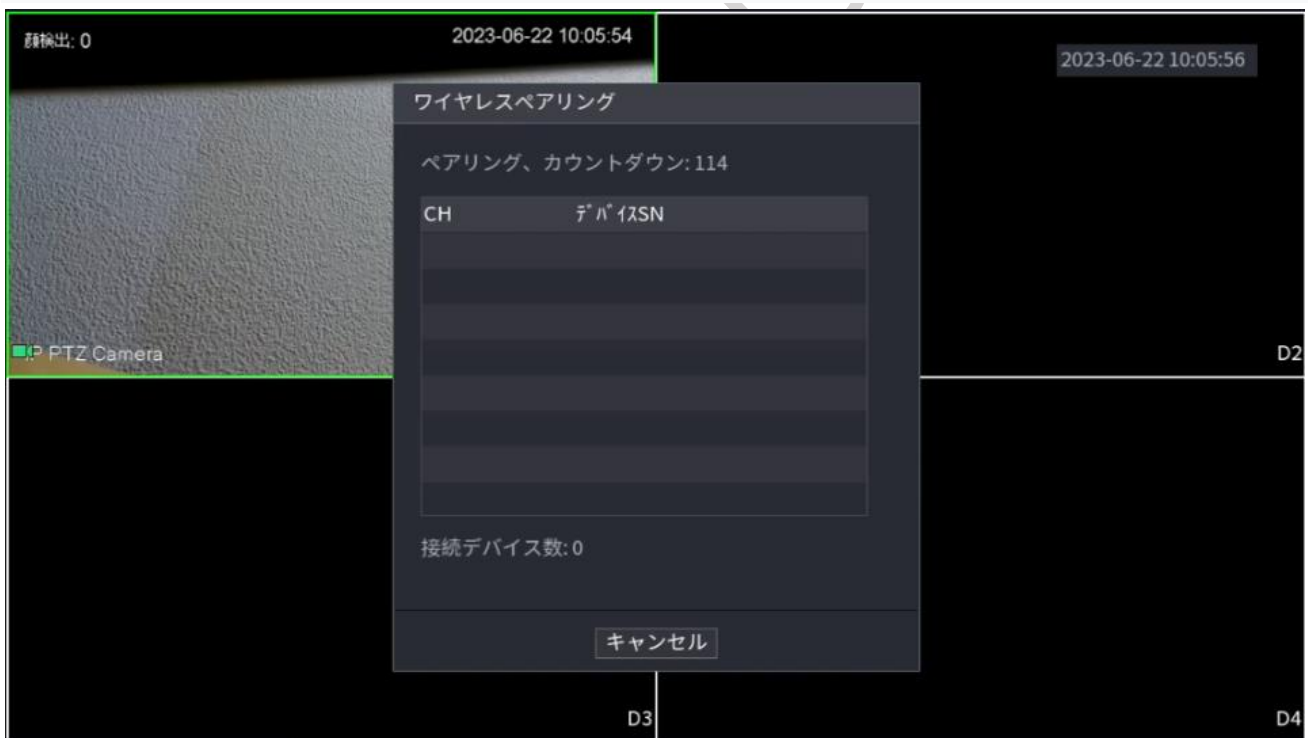 顔検出: 0
2023-06-22 10:05:54
2023-06-22 10:05:56
ワイヤレスペアリング
ペアリング、カウントダウン: 114
CH ﾃﾞﾊﾞｲｽSN
IP PTZ Camera
D2
接続デバイス数: 0
キャンセル
D3
D4